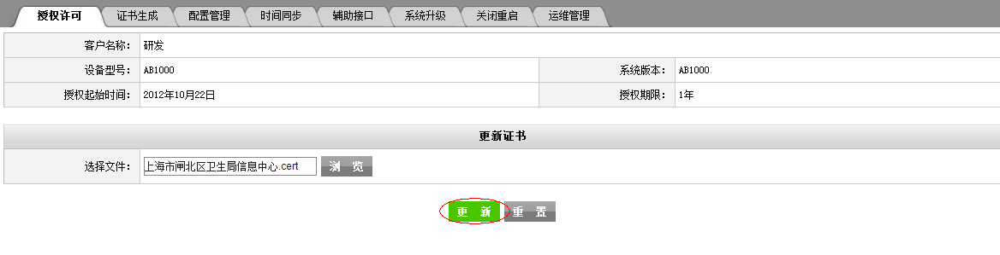 授权许可 证书生成 配置管理 时间同步 辅助接口 系统升级 关闭重启 运维管理
客户名称： 研发
设备型号： AB1000 系统版本： AB1000
授权起始时间： 2012年10月22日 授权期限： 1年
更新证书
选择文件： 上海市闸北区卫生局信息中心.cert 浏 览
更 新 重 置